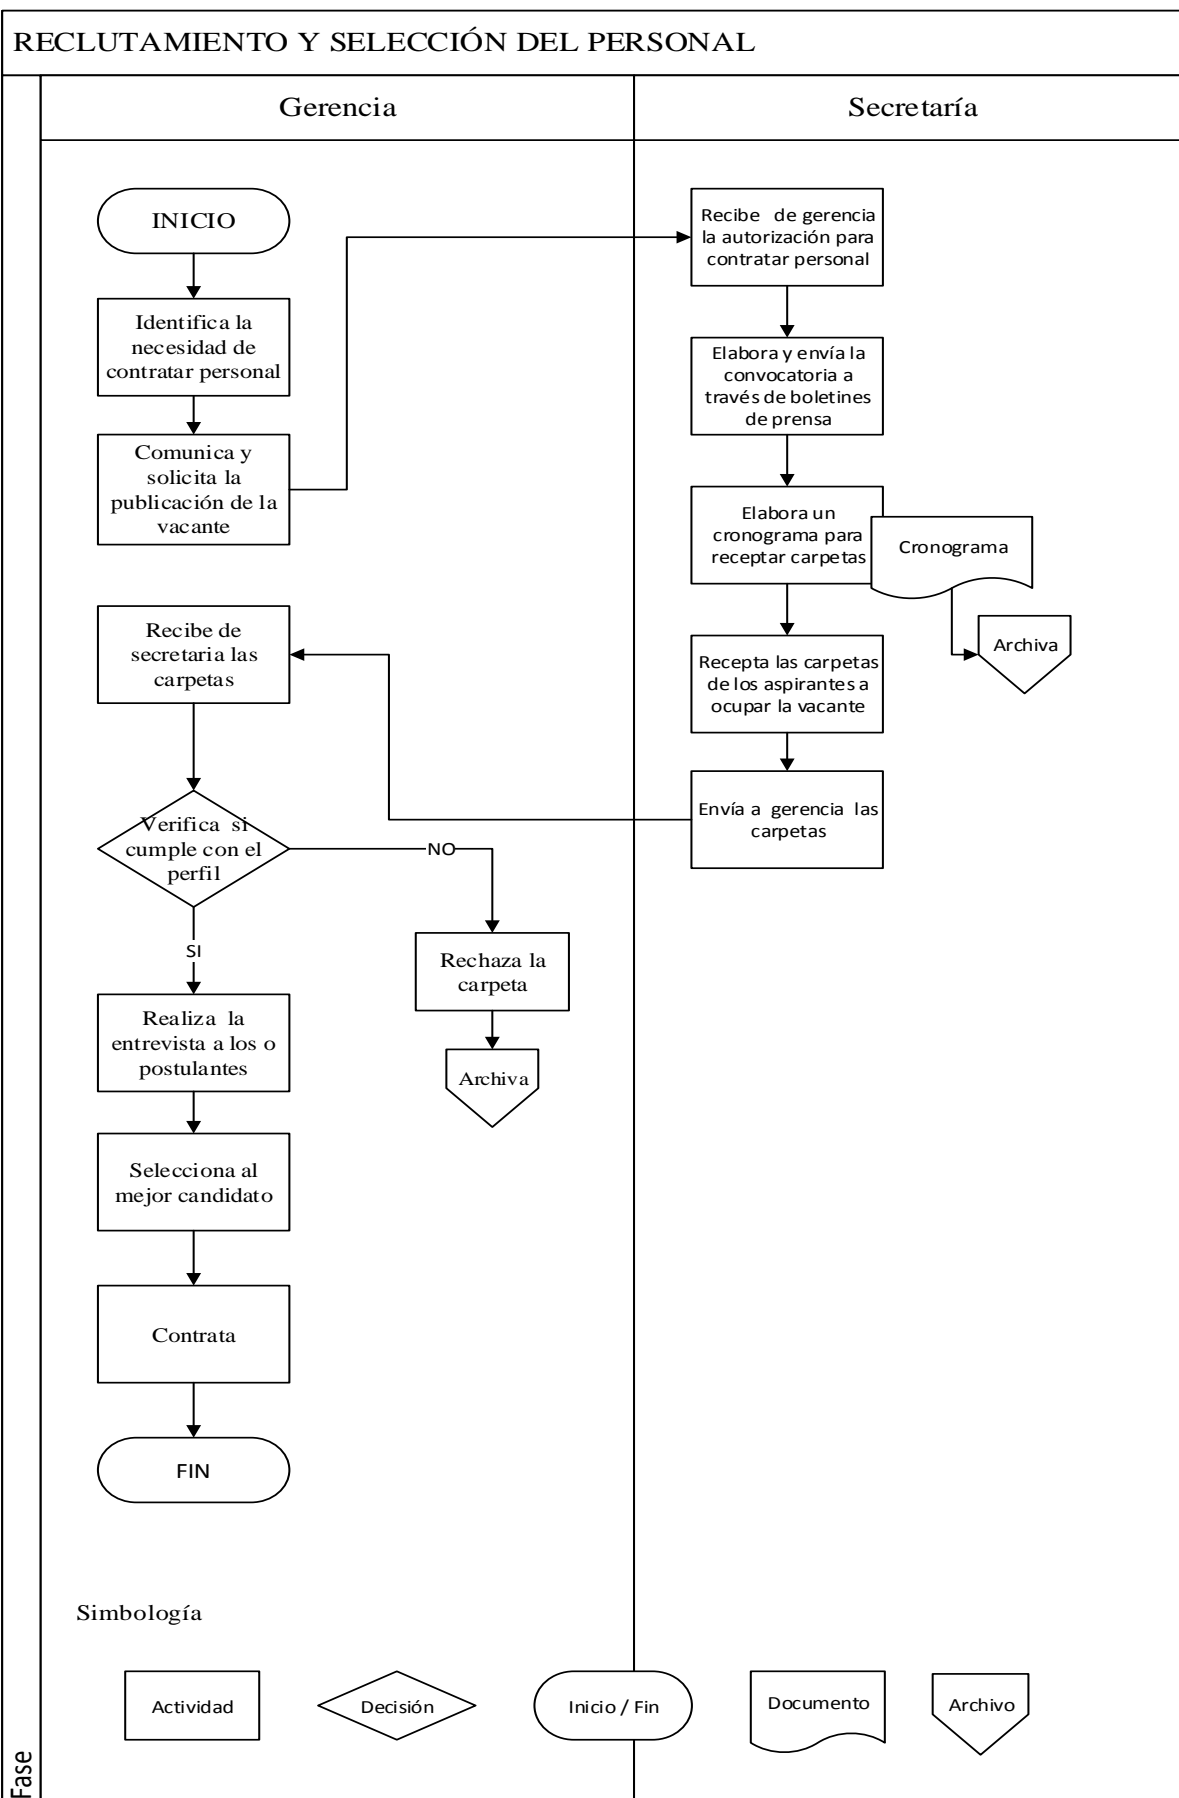 RECLUTAMIENTO Y SELECCIÓN DEL PERSONAL
Gerencia
Secretaría
INICIO
Identifica la
necesidad de
contratar personal
Comunica y
solicita la
publicación de la
vacante
Recibe de gerencia
la autorización para
contratar personal
Elabora y envía la
convocatoria a
través de boletines
de prensa
Elabora un
cronograma para
receptar carpetas
Cronograma
Archiva
Recepta las carpetas
de los aspirantes a
ocupar la vacante
Envía a gerencia las
carpetas
Recibe de
secretaria las
carpetas
Verifica si
cumple con el
perfil
NO
SI
Rechaza la
carpeta
Archiva
Realiza la
entrevista a los o
postulantes
Selecciona al
mejor candidato
Contrata
FIN
Simbología
Actividad
Decisión
Inicio / Fin
Documento
Archivo
Fase